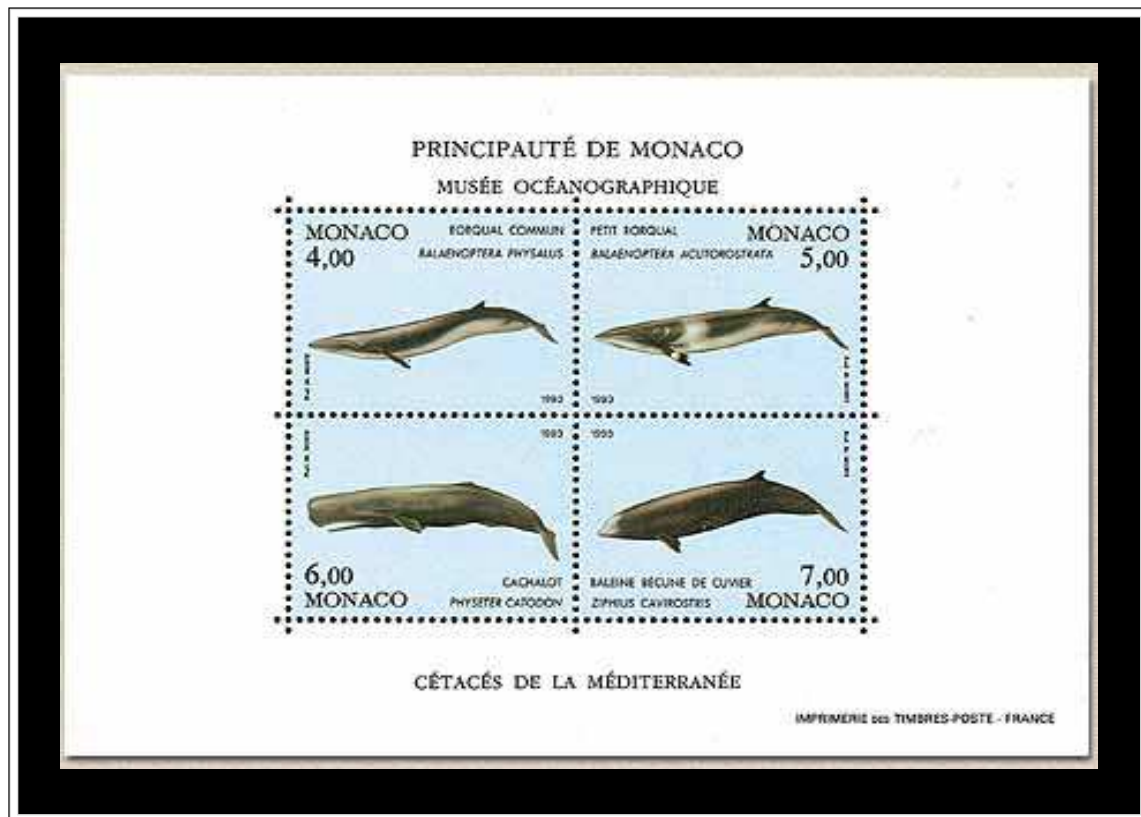 PRINCIPAUTÉ DE MONACO
MUSÉE OCÉANOGRAPHIQUE
MONACO
4,00
RORQUAL COMMUN
BALAENOPTERA PHYSALUS
1993
PETIT RORQUAL
BALAENOPTERA ACUTOROSTRATA
MONACO
5,00
1993
1993
6,00
MONACO
CACHALOT
PHYSETER CATODON
1993
BALEINE BÉCUNE DE CUVIER
ZIPHIUS CAVIROSTRIS
7,00
MONACO
CÉTACÉS DE LA MÉDITERRANÉE
IMPRIMERIE DES TIMBRES-POSTE - FRANCE